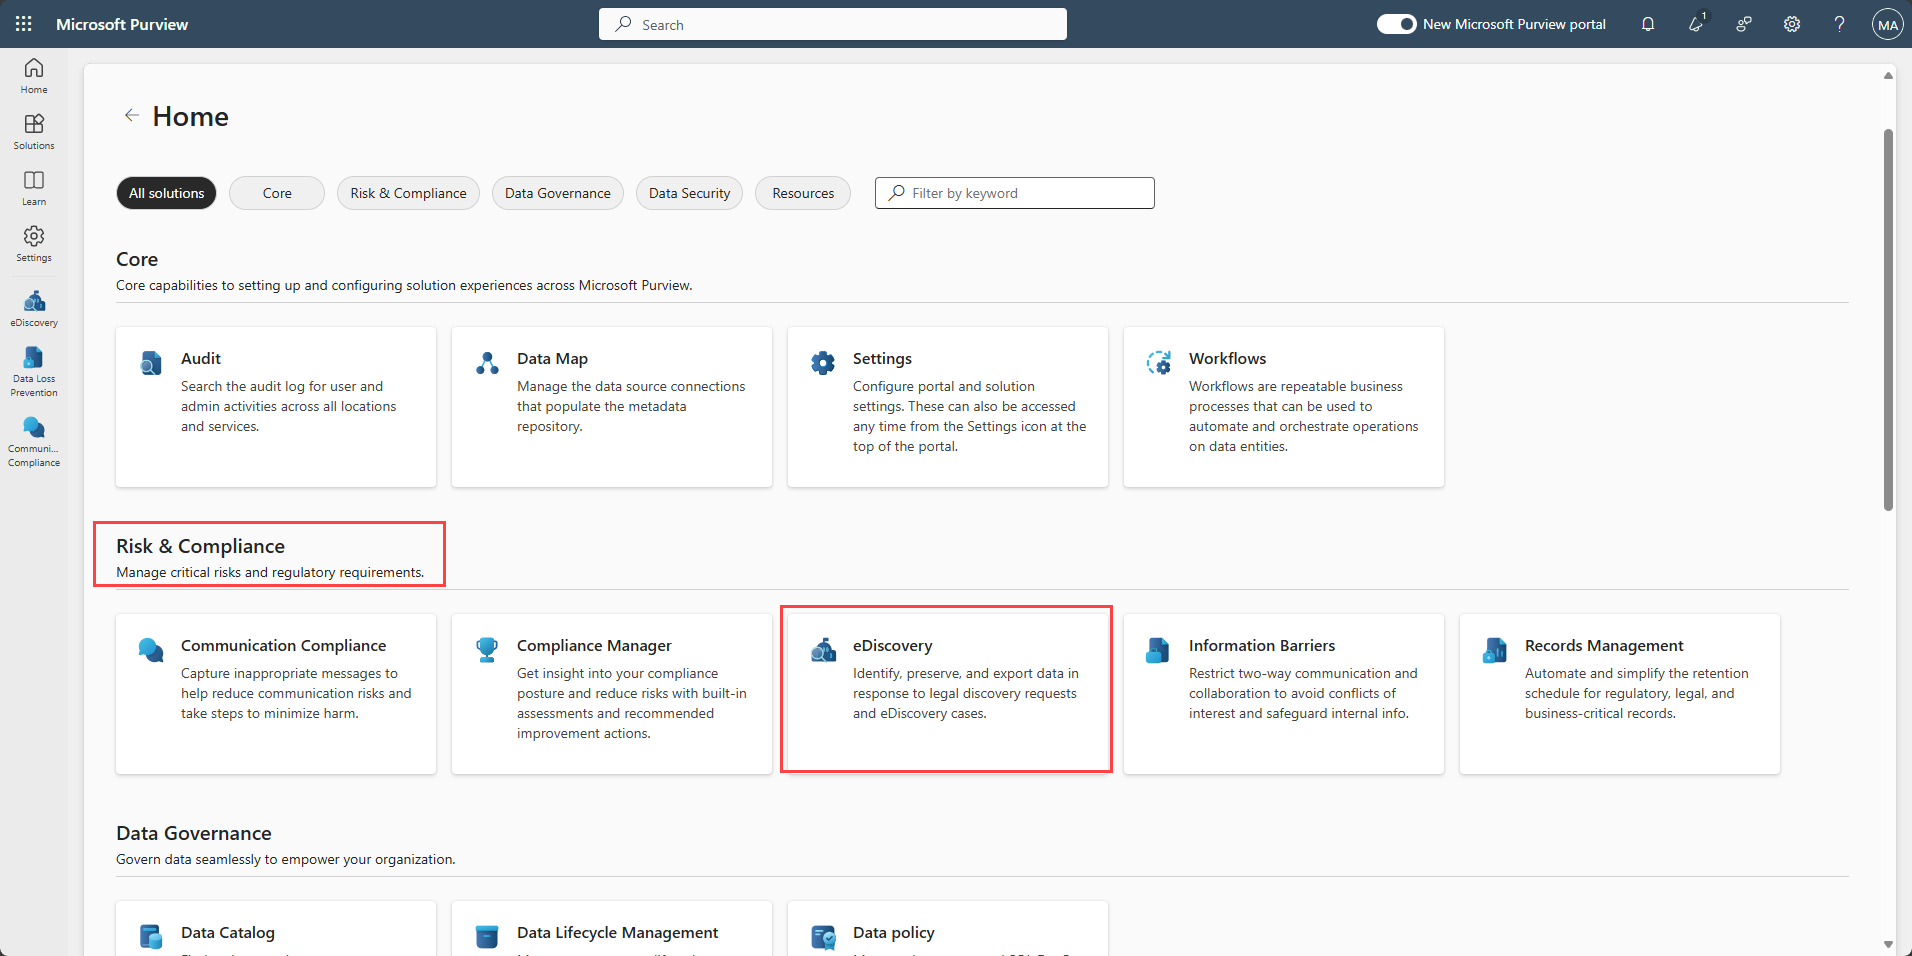 Microsoft Purview
Search
New Microsoft Purview portal
1
?
MA
Home
Solutions
Learn
Settings
eDiscovery
Data Loss
Prevention
Communi...
Compliance
Home
All solutions
Core
Risk & Compliance
Data Governance
Data Security
Resources
Filter by keyword
Core
Core capabilities to setting up and configuring solution experiences across Microsoft Purview.
Audit
Search the audit log for user and
admin activities across all locations
and services.
Data Map
Manage the data source connections
that populate the metadata
repository.
Settings
Configure portal and solution
settings. These can also be accessed
any time from the Settings icon at the
top of the portal.
Workflows
Workflows are repeatable business
processes that can be used to
automate and orchestrate operations
on data entities.
Risk & Compliance
Manage critical risks and regulatory requirements.
Communication Compliance
Capture inappropriate messages to
help reduce communication risks and
take steps to minimize harm.
Compliance Manager
Get insight into your compliance
posture and reduce risks with built-in
assessments and recommended
improvement actions.
eDiscovery
Identify, preserve, and export data in
response to legal discovery requests
and eDiscovery cases.
Information Barriers
Restrict two-way communication and
collaboration to avoid conflicts of
interest and safeguard internal info.
Records Management
Automate and simplify the retention
schedule for regulatory, legal, and
business-critical records.
Data Governance
Govern data seamlessly to empower your organization.
Data Catalog
Data Lifecycle Management
Data policy